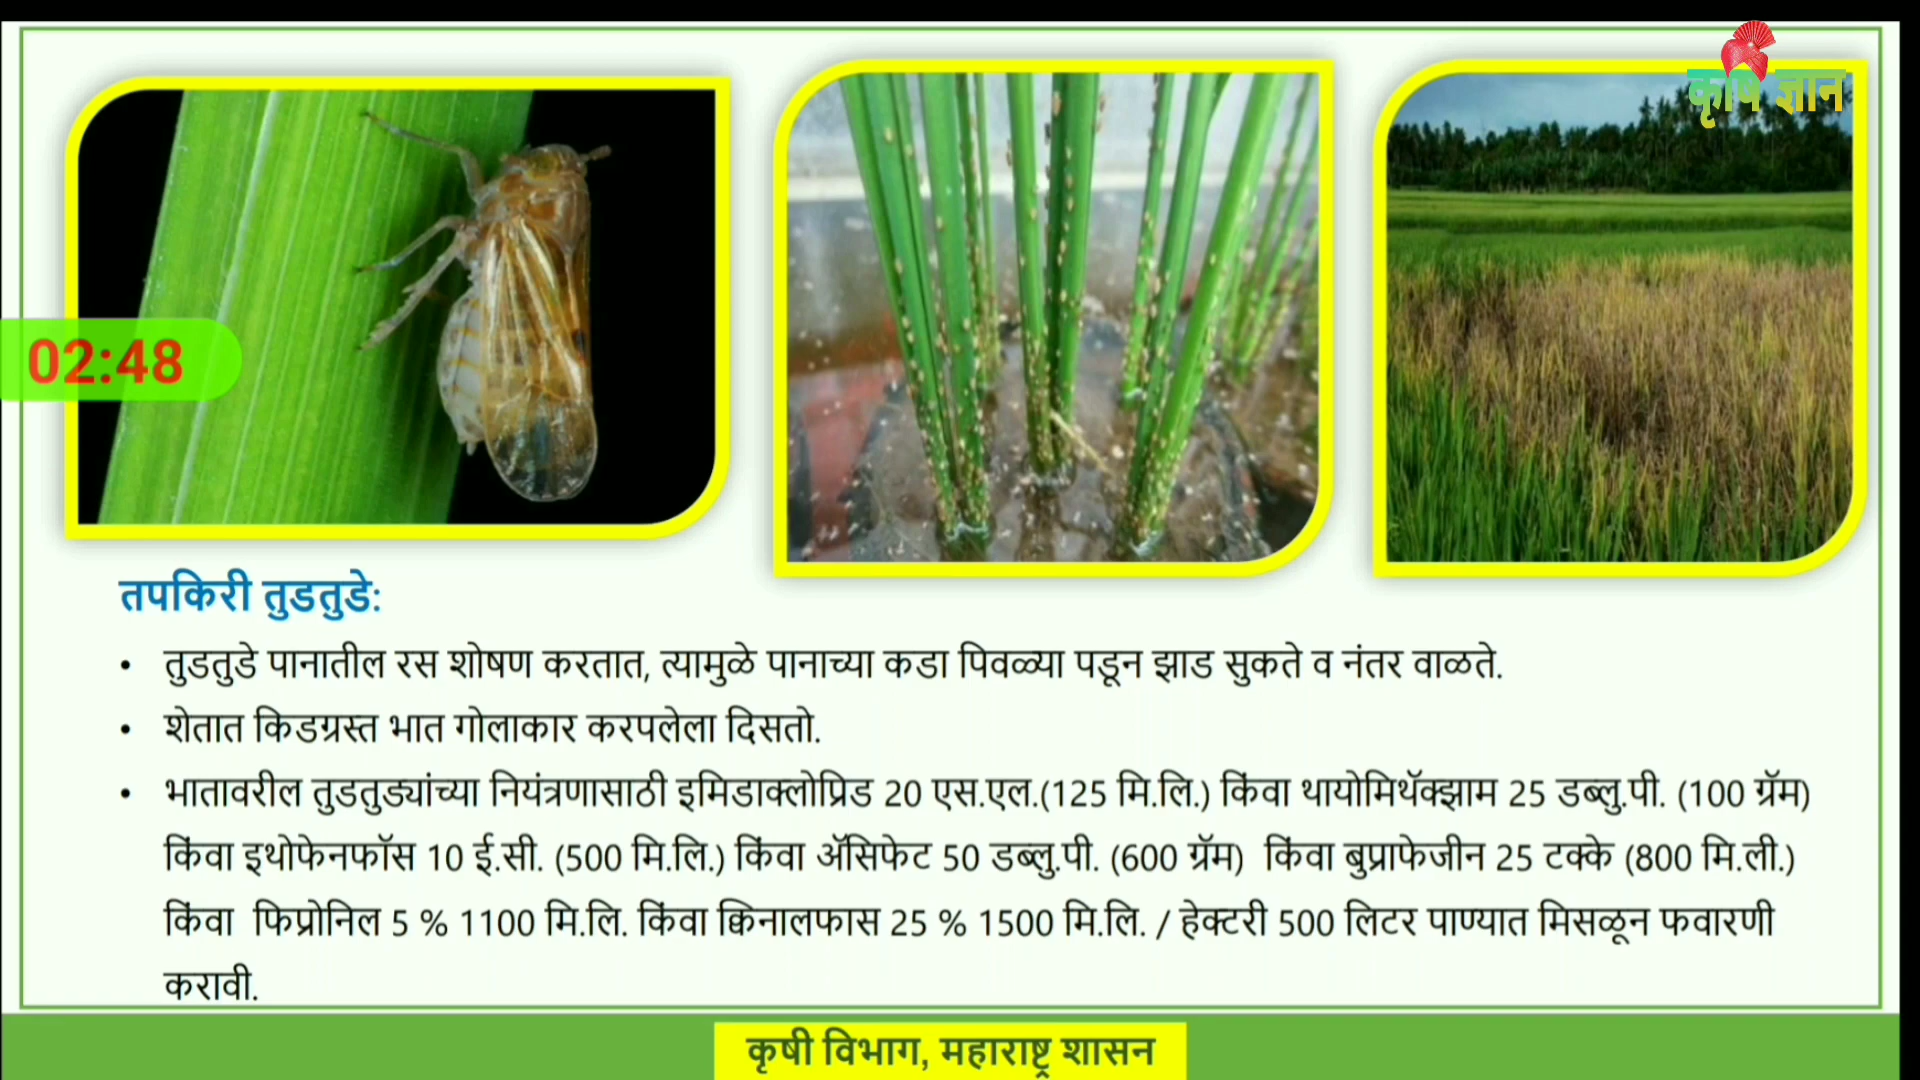 कृषि ज्ञान
02:48
तपकिरी तुडतुडे:
• तुडतुडे पानातील रस शोषण करतात, त्यामुळे पानाच्या कडा पिवळ्या पडून झाड सुकते व नंतर वाळते.
• शेतात किडग्रस्त भात गोलाकार करपलेला दिसतो.
• भातावरील तुडतुड्यांच्या नियंत्रणासाठी इमिडाक्लोप्रिड 20 एस.एल.(125 मि.लि.) किंवा थायोमिथॅक्झाम 25 डब्लु.पी. (100 ग्रॅम)
किंवा इथोफेनफॉस 10 ई.सी. (500 मि.लि.) किंवा ॲसिफेट 50 डब्लु.पी. (600 ग्रॅम) किंवा बुप्राफेजीन 25 टक्के (800 मि.ली.)
किंवा फिप्रोनिल 5 % 1100 मि.लि. किंवा क्विनालफास 25 % 1500 मि.लि. / हेक्टरी 500 लिटर पाण्यात मिसळून फवारणी
करावी.
कृषी विभाग, महाराष्ट्र शासन